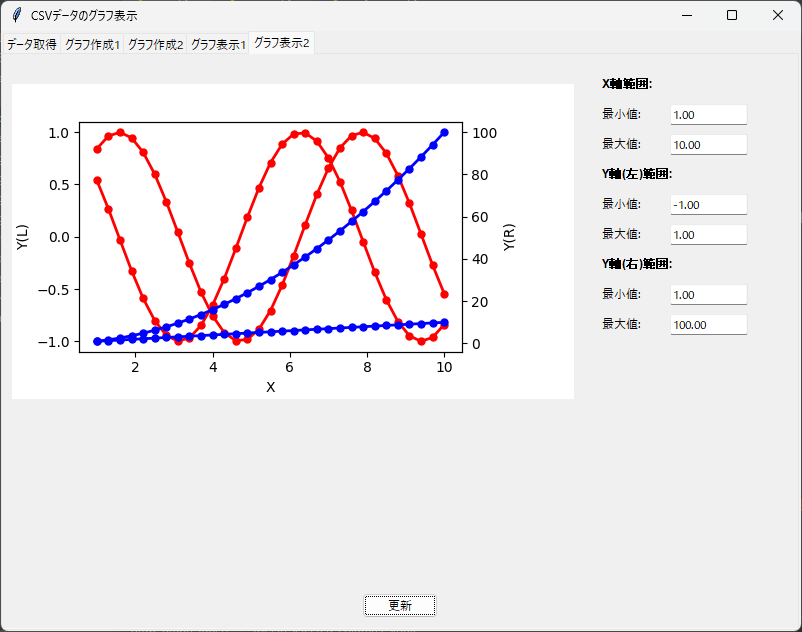 CSVデータのグラフ表示
データ取得 グラフ作成1 グラフ作成2 グラフ表示1 グラフ表示2
X軸範囲:
最小値: 1.00
最大値: 10.00
Y軸(左)範囲:
最小値: -1.00
最大値: 1.00
Y軸(右)範囲:
最小値: 1.00
最大値: 100.00
Y(L)
1.0
0.5
0.0
−0.5
−1.0
2 4 6 8 10
X
100
80
60
40
20
0
Y(R)
更新